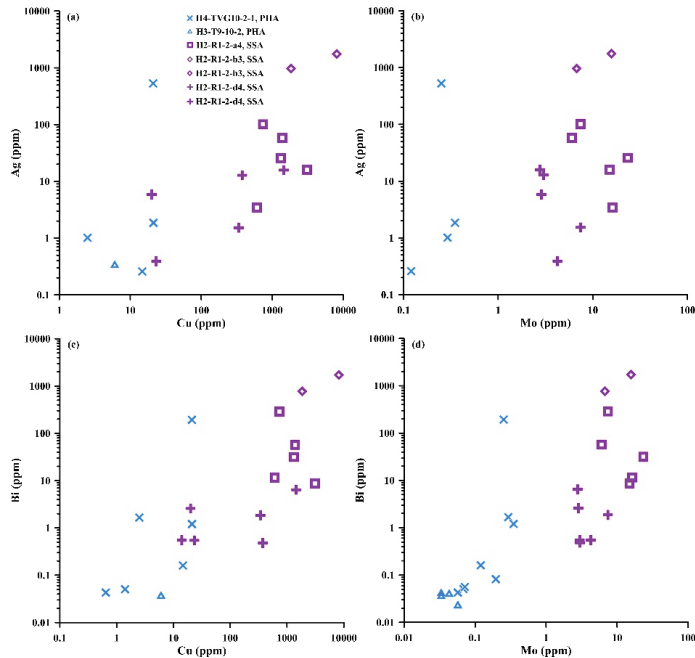 (a)
H4-TVG10-2-1, PHA
H3-T9-10-2, PHA
H2-R1-2-a4, SSA
H2-R1-2-b3, SSA
H2-R1-2-b3, SSA
H2-R1-2-d4, SSA
H2-R1-2-d4, SSA
10000
1000
100
10
1
0.1
Ag (ppm)
1 10 100 1000 10000
Cu (ppm)
(b)
10000
1000
100
10
1
0.1
Ag (ppm)
0.1 1 10 100
Mo (ppm)
(c)
10000
1000
100
10
1
0.1
0.01
Bi (ppm)
0.1 1 10 100 1000 10000
Cu (ppm)
(d)
10000
1000
100
10
1
0.1
0.01
Bi (ppm)
0.01 0.1 1 10 100
Mo (ppm)